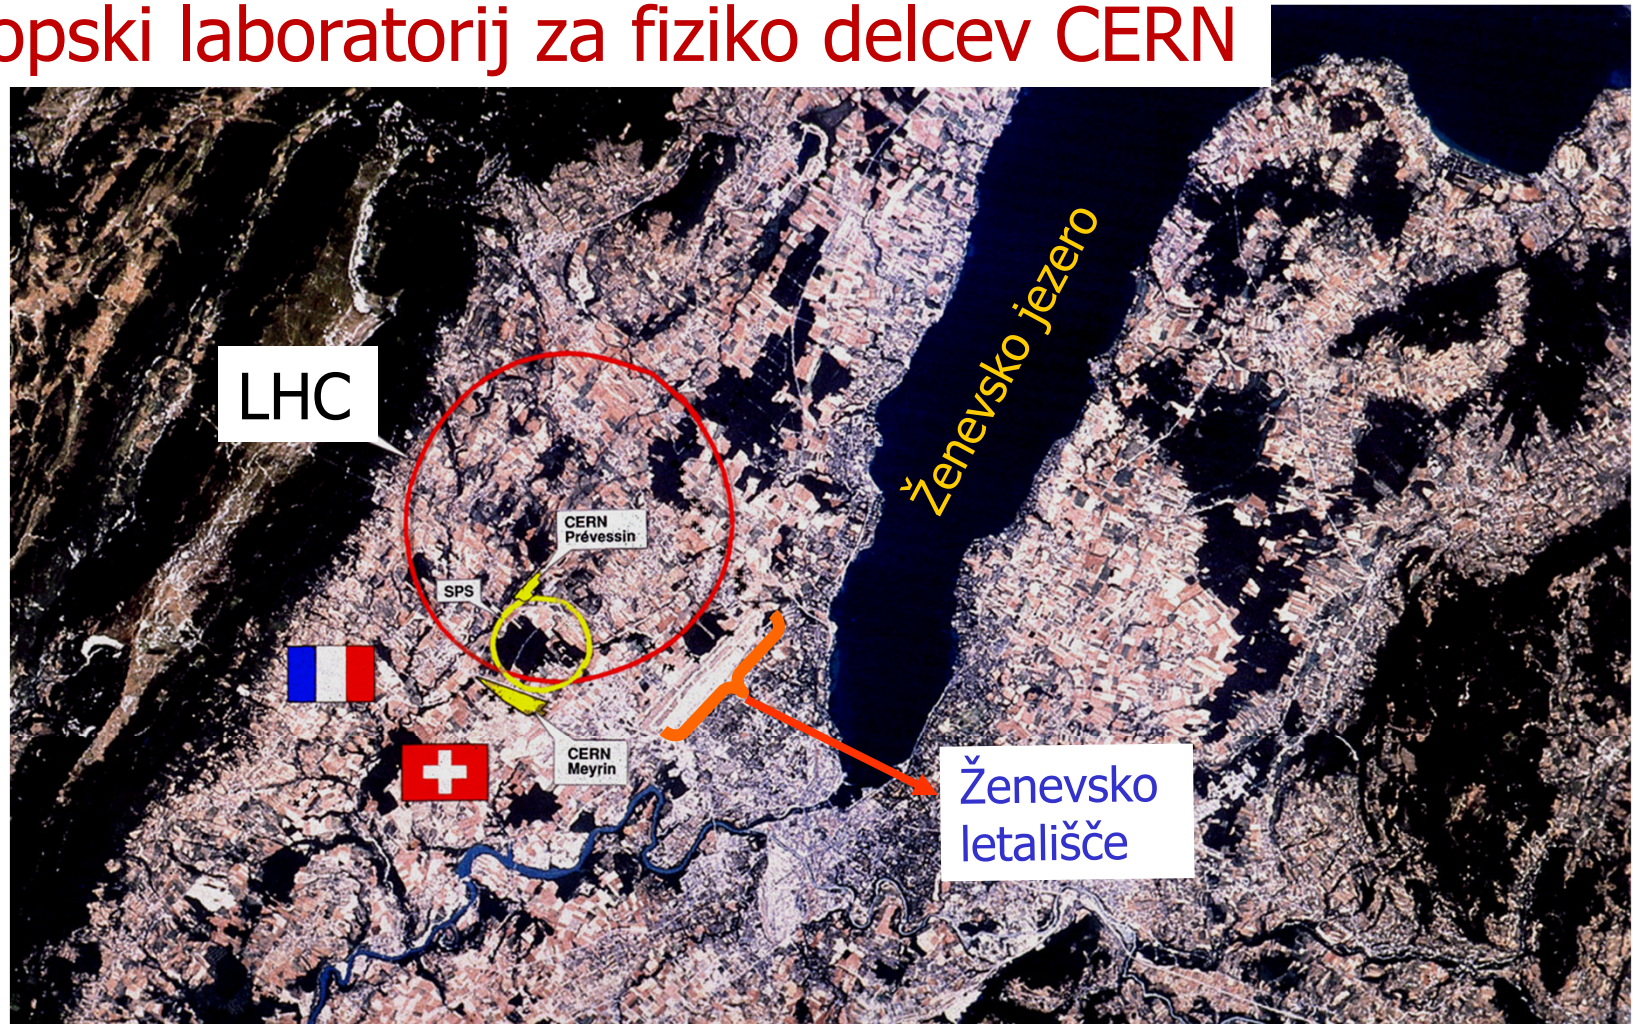 opski laboratorij za fiziko delcev CERN
Ženevsko jezero
LHC
CERN
Prévessin
SPS
CERN
Meyrin
Ženevsko
letališče